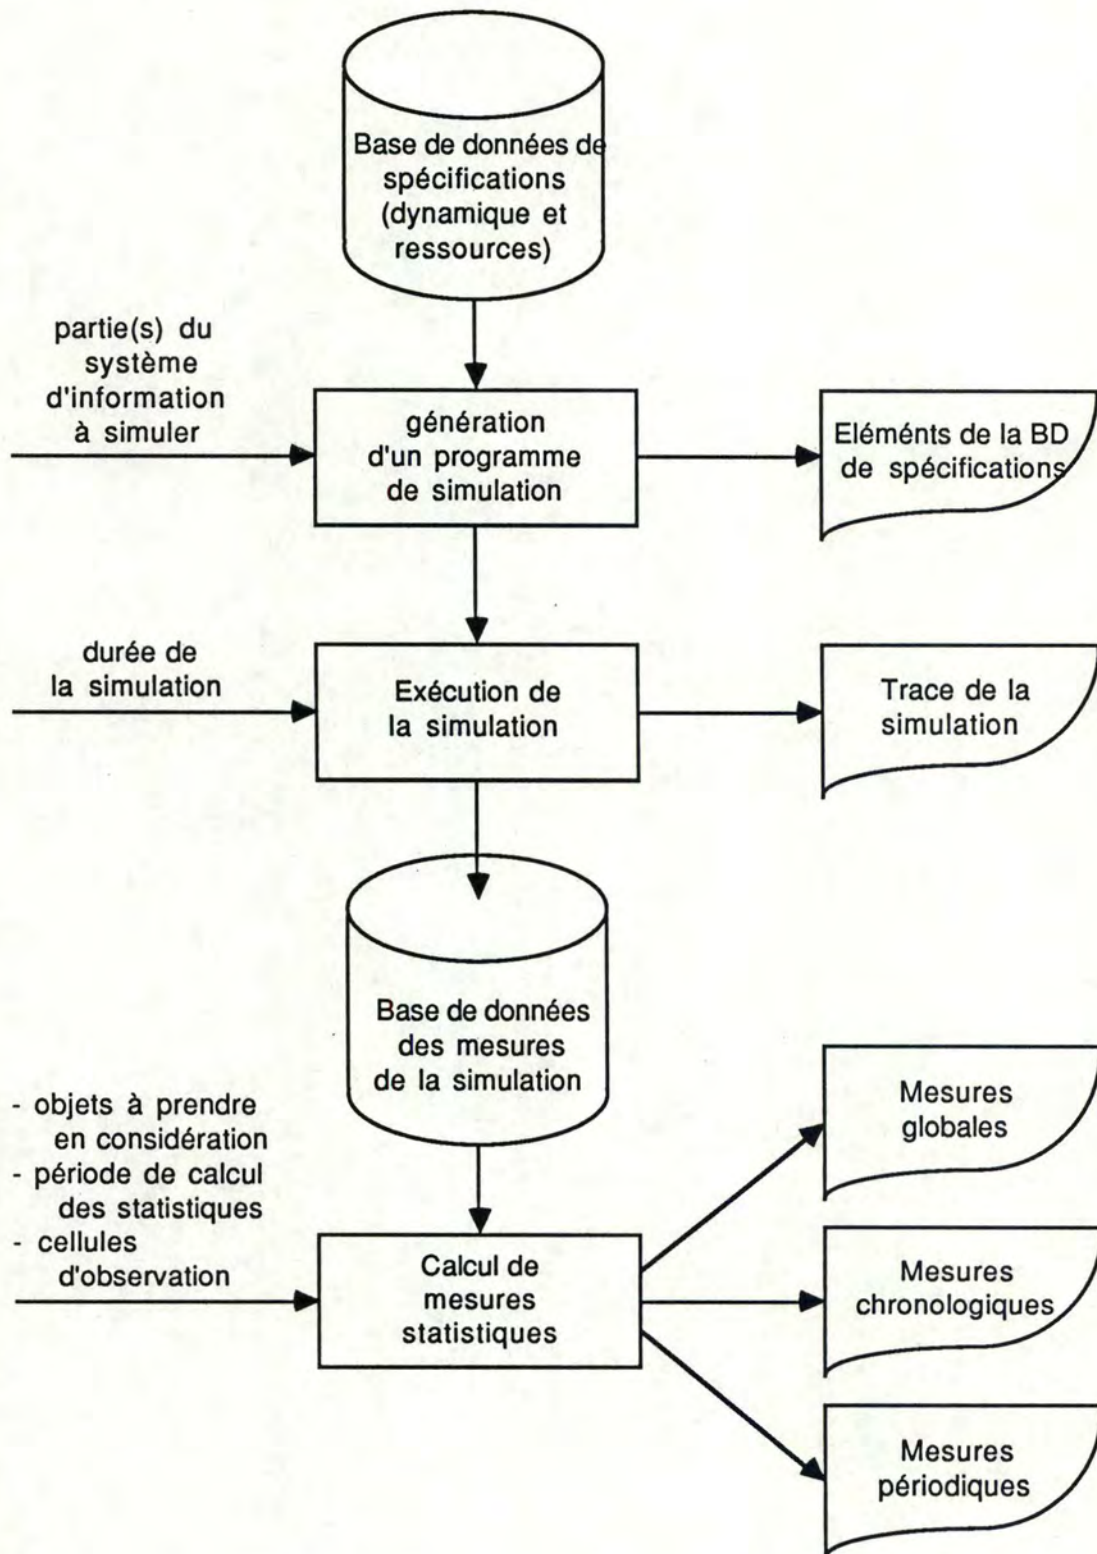 Base de données de
spécifications
(dynamique et
ressources)
partie(s) du
système
d'information
à simuler
génération
d'un programme
de simulation
Eléménts de la BD
de spécifications
durée de
la simulation
Exécution de
la simulation
Trace de la
simulation
Base de données
des mesures
de la simulation
- objets à prendre
en considération
- période de calcul
des statistiques
- cellules
d'observation
Calcul de
mesures
statistiques
Mesures
globales
Mesures
chronologiques
Mesures
périodiques